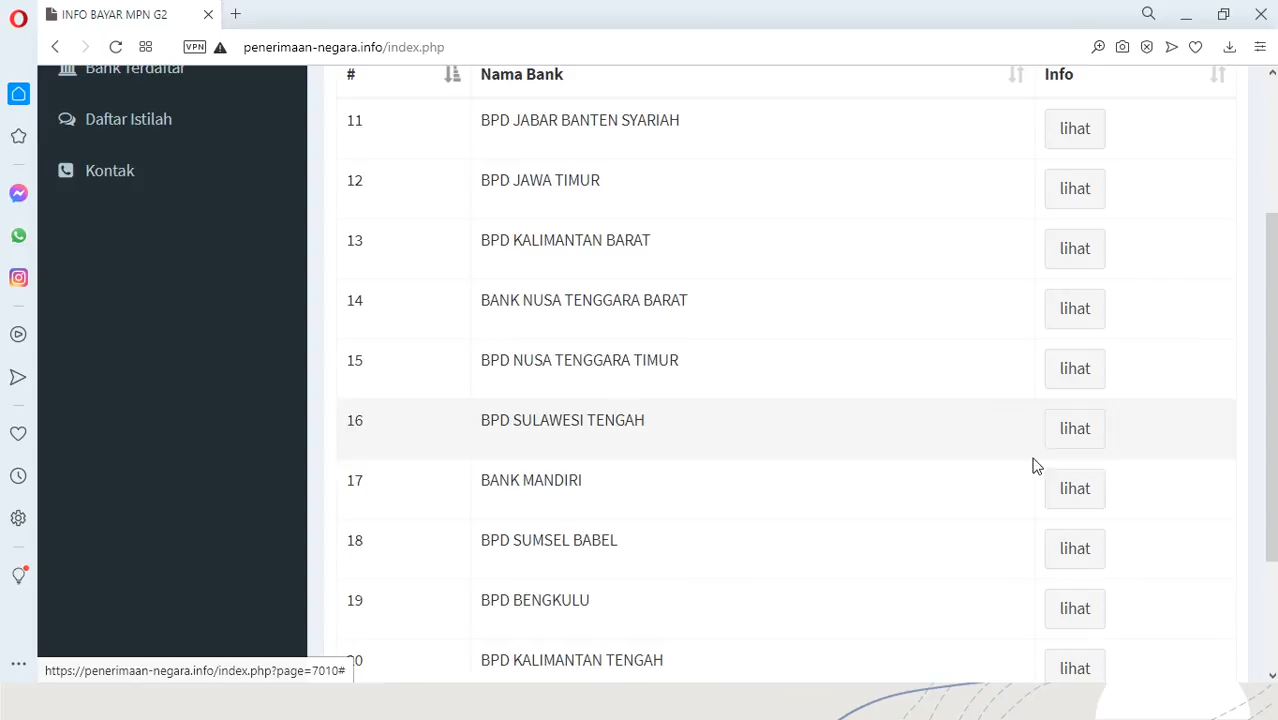 INFO BAYAR MPN G2
VPN
penerimaan-negara.info/index.php
Bank Terdaftar
Daftar Istilah
Kontak
# Nama Bank Info
11 BPD JABAR BANTEN SYARIAH lihat
12 BPD JAWA TIMUR lihat
13 BPD KALIMANTAN BARAT lihat
14 BANK NUSA TENGGARA BARAT lihat
15 BPD NUSA TENGGARA TIMUR lihat
16 BPD SULAWESI TENGAH lihat
17 BANK MANDIRI lihat
18 BPD SUMSEL BABEL lihat
19 BPD BENGKULU lihat
20 BPD KALIMANTAN TENGAH lihat
https://penerimaan-negara.info/index.php?page=7010#